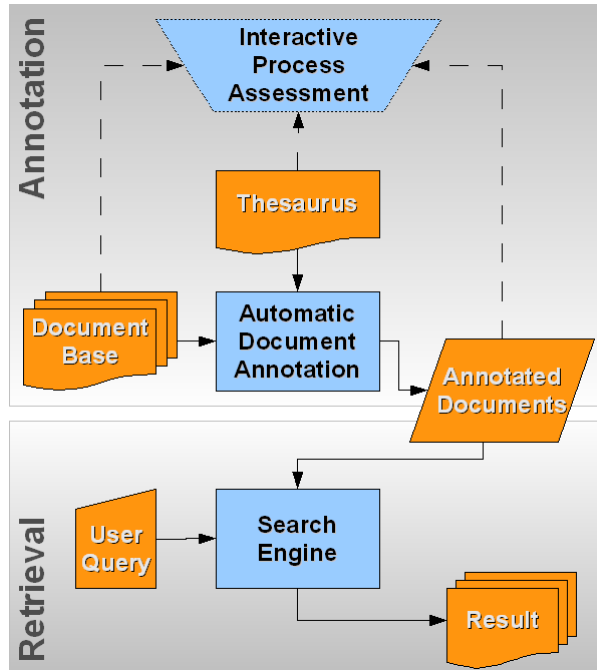 Annotation
Interactive
Process
Assessment
Thesaurus
Document
Base
Automatic
Document
Annotation
Annotated
Documents
Retrieval
User
Query
Search
Engine
Result